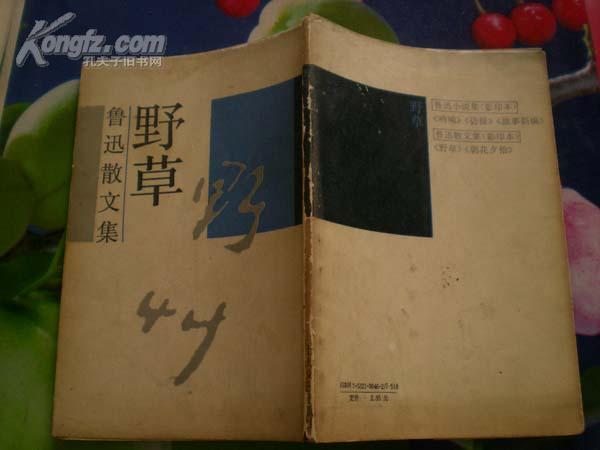 Kongfz.com
孔夫子旧书网
野草
鲁迅散文集
野草
野草
鲁迅小说集(影印本)
《呐喊》《彷徨》《故事新编》
鲁迅散文集(影印本)
《野草》《朝花夕拾》
定价: